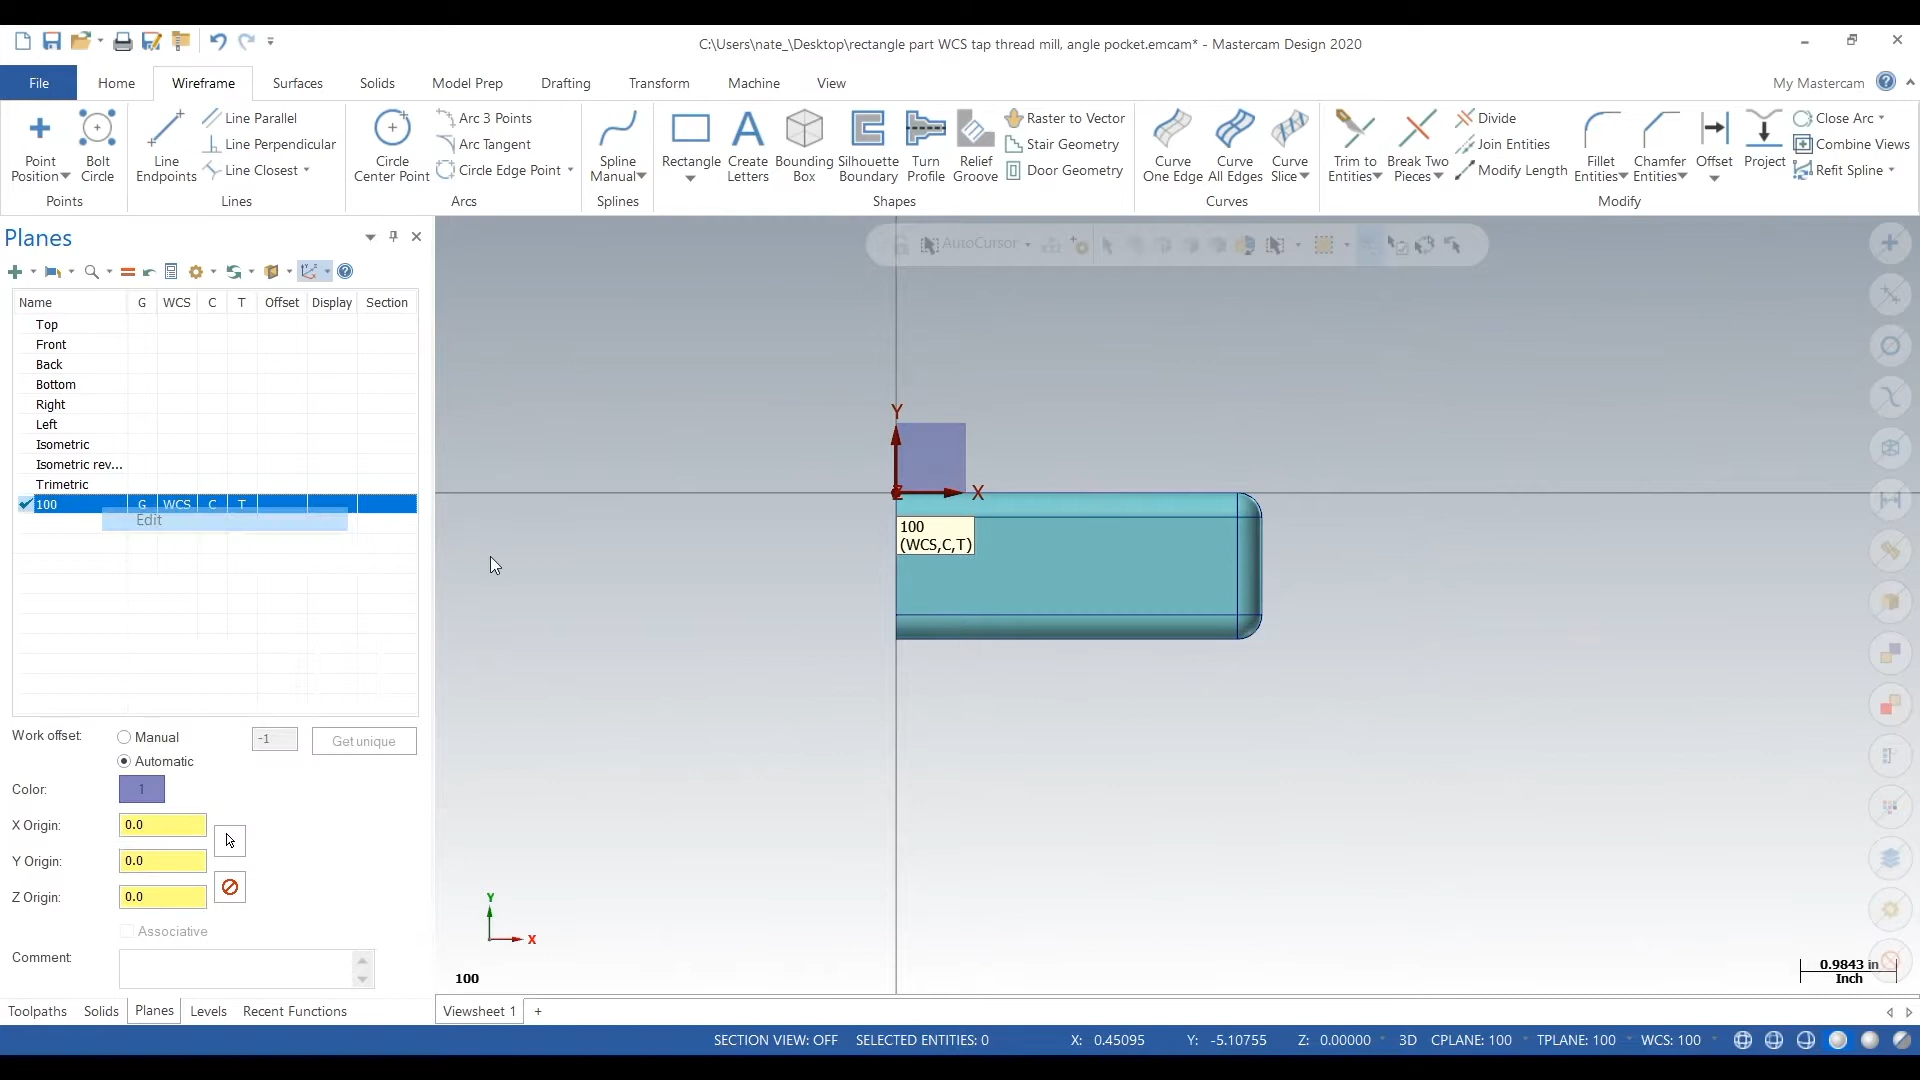 C:\Users\nate_\Desktop\rectangle part WCS tap thread mill, angle pocket.emcam* - Mastercam Design 2020
File Home Wireframe Surfaces Solids Model Prep Drafting Transform Machine View My Mastercam
Point Position
Bolt Circle
Points
Line Endpoints
Line Parallel
Line Perpendicular
Line Closest
Lines
Circle Center Point
Arc 3 Points
Arc Tangent
Circle Edge Point
Arcs
Spline Manual
Splines
Rectangle
Create Letters
Bounding Box
Silhouette Boundary
Turn Profile
Relief Groove
Raster to Vector
Stair Geometry
Door Geometry
Shapes
Curve One Edge
Curve All Edges
Curve Slice
Curves
Trim to Entities
Break Two Pieces
Divide
Join Entities
Modify Length
Fillet Entities
Chamfer Entities
Offset
Project
Close Arc
Combine Views
Refit Spline
Modify
Planes
AutoCursor
Name G WCS C T Offset Display Section
Top
Front
Back
Bottom
Right
Left
Isometric
Isometric rev...
Trimetric
100 G WCS C T
Edit
Y
X
Z
100
(WCS,C,T)
Work offset: Manual -1 Get unique
Automatic
Color: 1
X Origin: 0.0
Y Origin: 0.0
Z Origin: 0.0
Associative
Comment:
Y
X
100
0.9843 in
Inch
Toolpaths Solids Planes Levels Recent Functions
Viewsheet 1 +
SECTION VIEW: OFF SELECTED ENTITIES: 0 X: 0.45095 Y: -5.10755 Z: 0.00000 3D CPLANE: 100 TPLANE: 100 WCS: 100